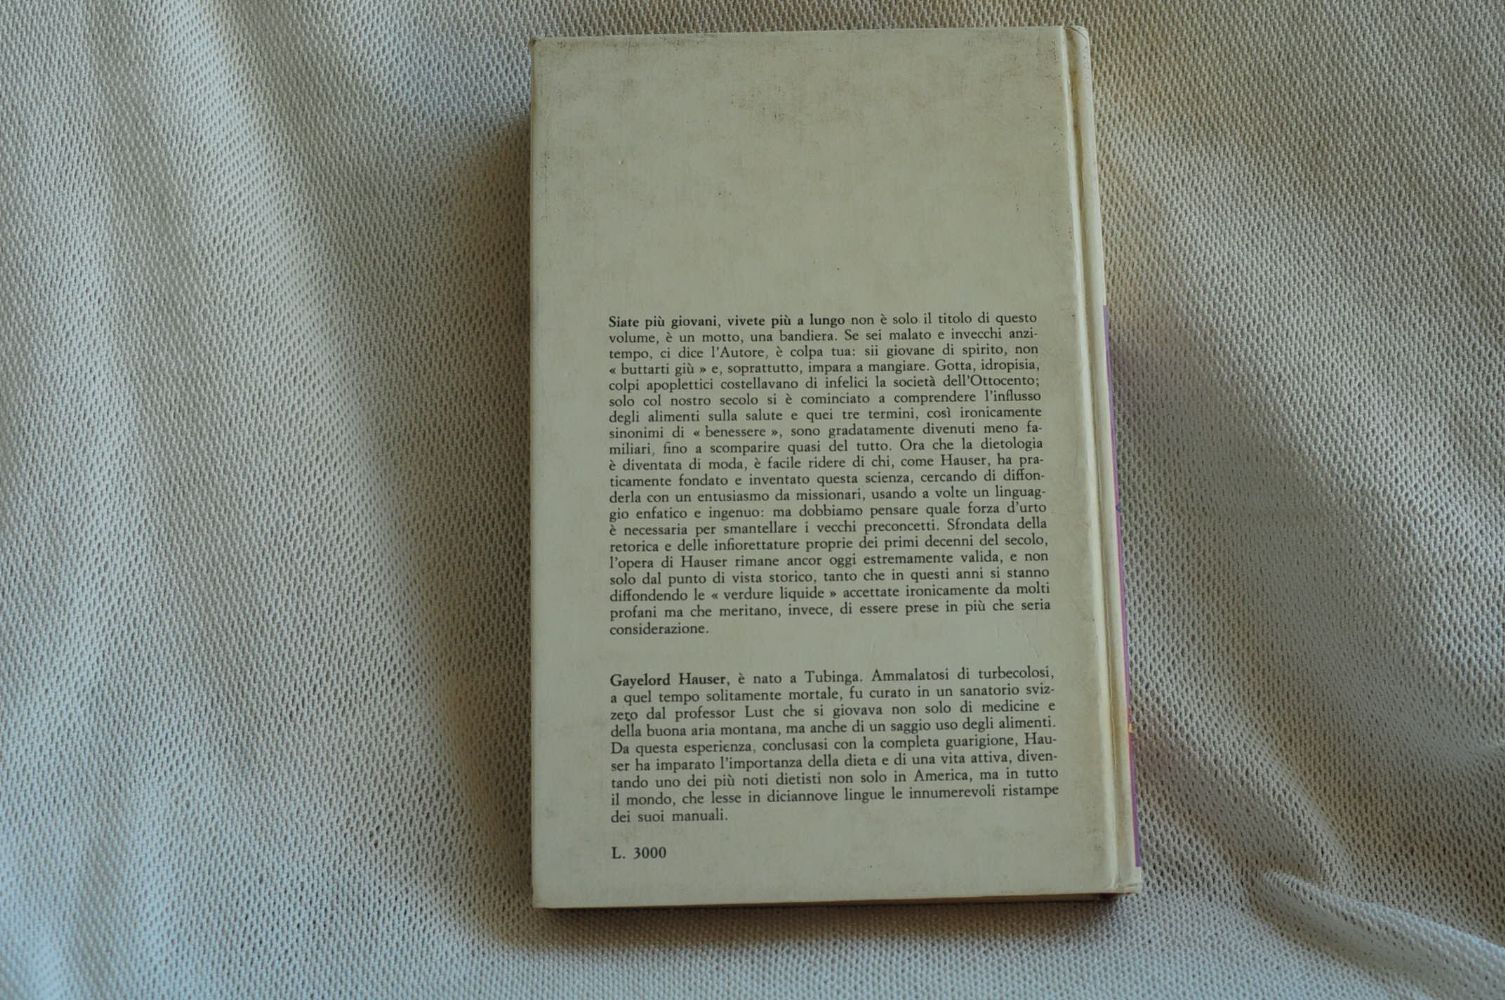 Siate più giovani, vivete più a lungo non è solo il titolo di questo
volume, è un motto, una bandiera. Se sei malato e invecchi anzi-
tempo, ci dice l'Autore, è colpa tua: sii giovane di spirito, non
« buttarti giù » e, soprattutto, impara a mangiare. Gotta, idropisia,
colpi apoplettici costellavano di infelici la società dell'Ottocento;
solo col nostro secolo si è cominciato a comprendere l'influsso
degli alimenti sulla salute e quei tre termini, così ironicamente
sinonimi di « benessere », sono gradatamente divenuti meno fa-
miliari, fino a scomparire quasi del tutto. Ora che la dietologia
è diventata di moda, è facile ridere di chi, come Hauser, ha pra-
ticamente fondato e inventato questa scienza, cercando di diffon-
derla con un entusiasmo da missionari, usando a volte un linguag-
gio enfatico e ingenuo: ma dobbiamo pensare quale forza d'urto
è necessaria per smantellare i vecchi preconcetti. Sfrondata della
retorica e delle infiorettature proprie dei primi decenni del secolo,
l'opera di Hauser rimane ancor oggi estremamente valida, e non
solo dal punto di vista storico, tanto che in questi anni si stanno
diffondendo le « verdure liquide » accettate ironicamente da molti
profani ma che meritano, invece, di essere prese in più che seria
considerazione.
Gayelord Hauser, è nato a Tubinga. Ammalatosi di turbecolosi,
a quel tempo solitamente mortale, fu curato in un sanatorio sviz-
zero dal professor Lust che si giovava non solo di medicine e
della buona aria montana, ma anche di un saggio uso degli alimenti.
Da questa esperienza, conclusasi con la completa guarigione, Hau-
ser ha imparato l'importanza della dieta e di una vita attiva, diven-
tando uno dei più noti dietisti non solo in America, ma in tutto
il mondo, che lesse in diciannove lingue le innumerevoli ristampe
dei suoi manuali.
L. 3000